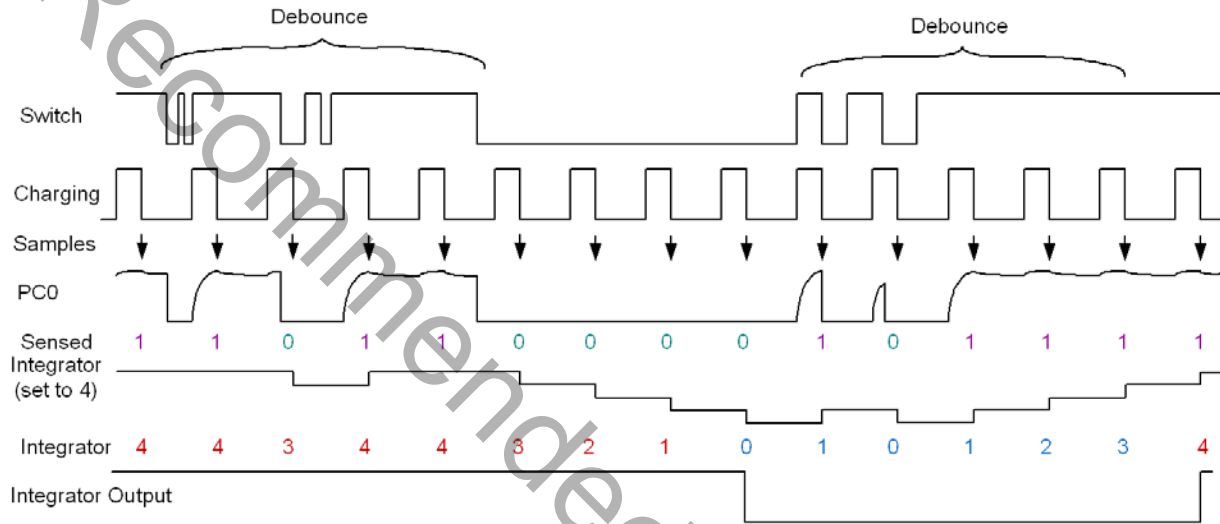 Debounce
Debounce
Switch
Charging
Samples
PC0
Sensed 1 1 0 1 1 0 0 0 0 1 0 1 1 1 1
Integrator
(set to 4)
Integrator 4 4 3 4 4 3 2 1 0 1 0 1 2 3 4
Integrator Output
Recommended